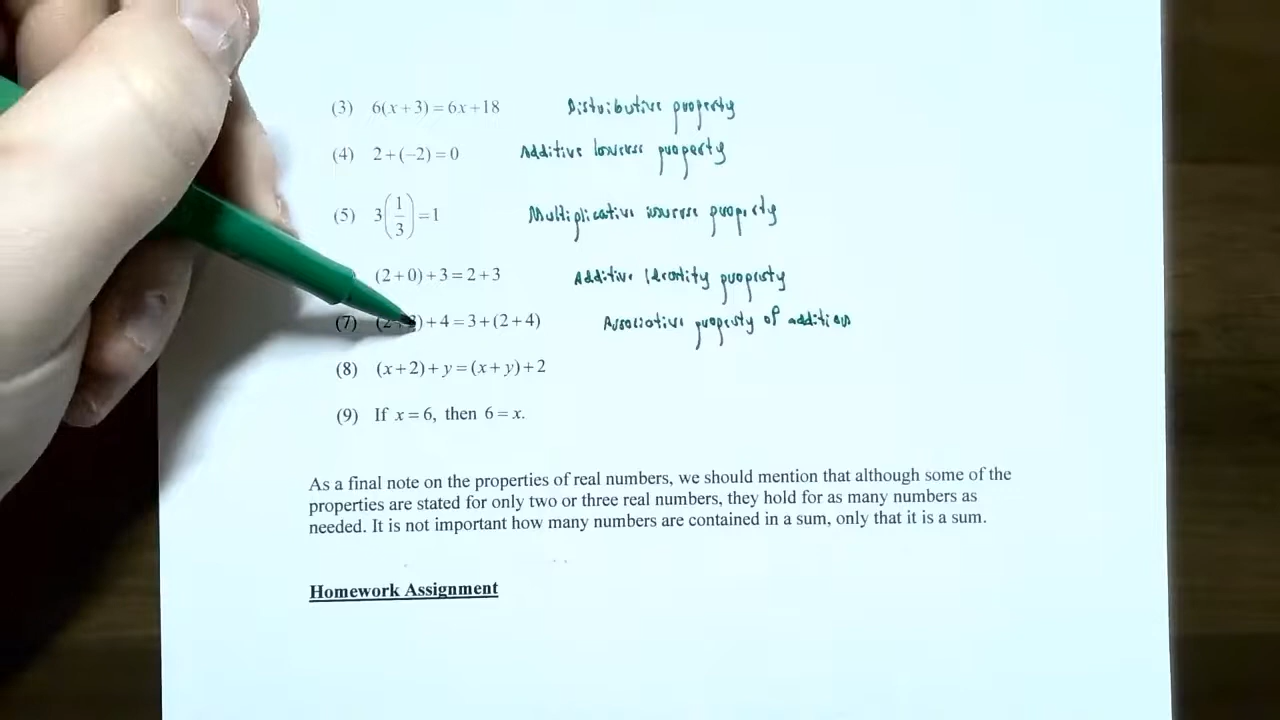 (3) 6(x+3)=6x+18 Distributive property
(4) 2+(−2)=0 Additive Inverse property
(5) 3(1/3)=1 Multiplicative inverse property
(2+0)+3=2+3 Additive Identity property
(7) +4=3+(2+4) Associative property of addition
(8) (x+2)+y=(x+y)+2
(9) If x=6, then 6=x.
As a final note on the properties of real numbers, we should mention that although some of the
properties are stated for only two or three real numbers, they hold for as many numbers as
needed. It is not important how many numbers are contained in a sum, only that it is a sum.
Homework Assignment